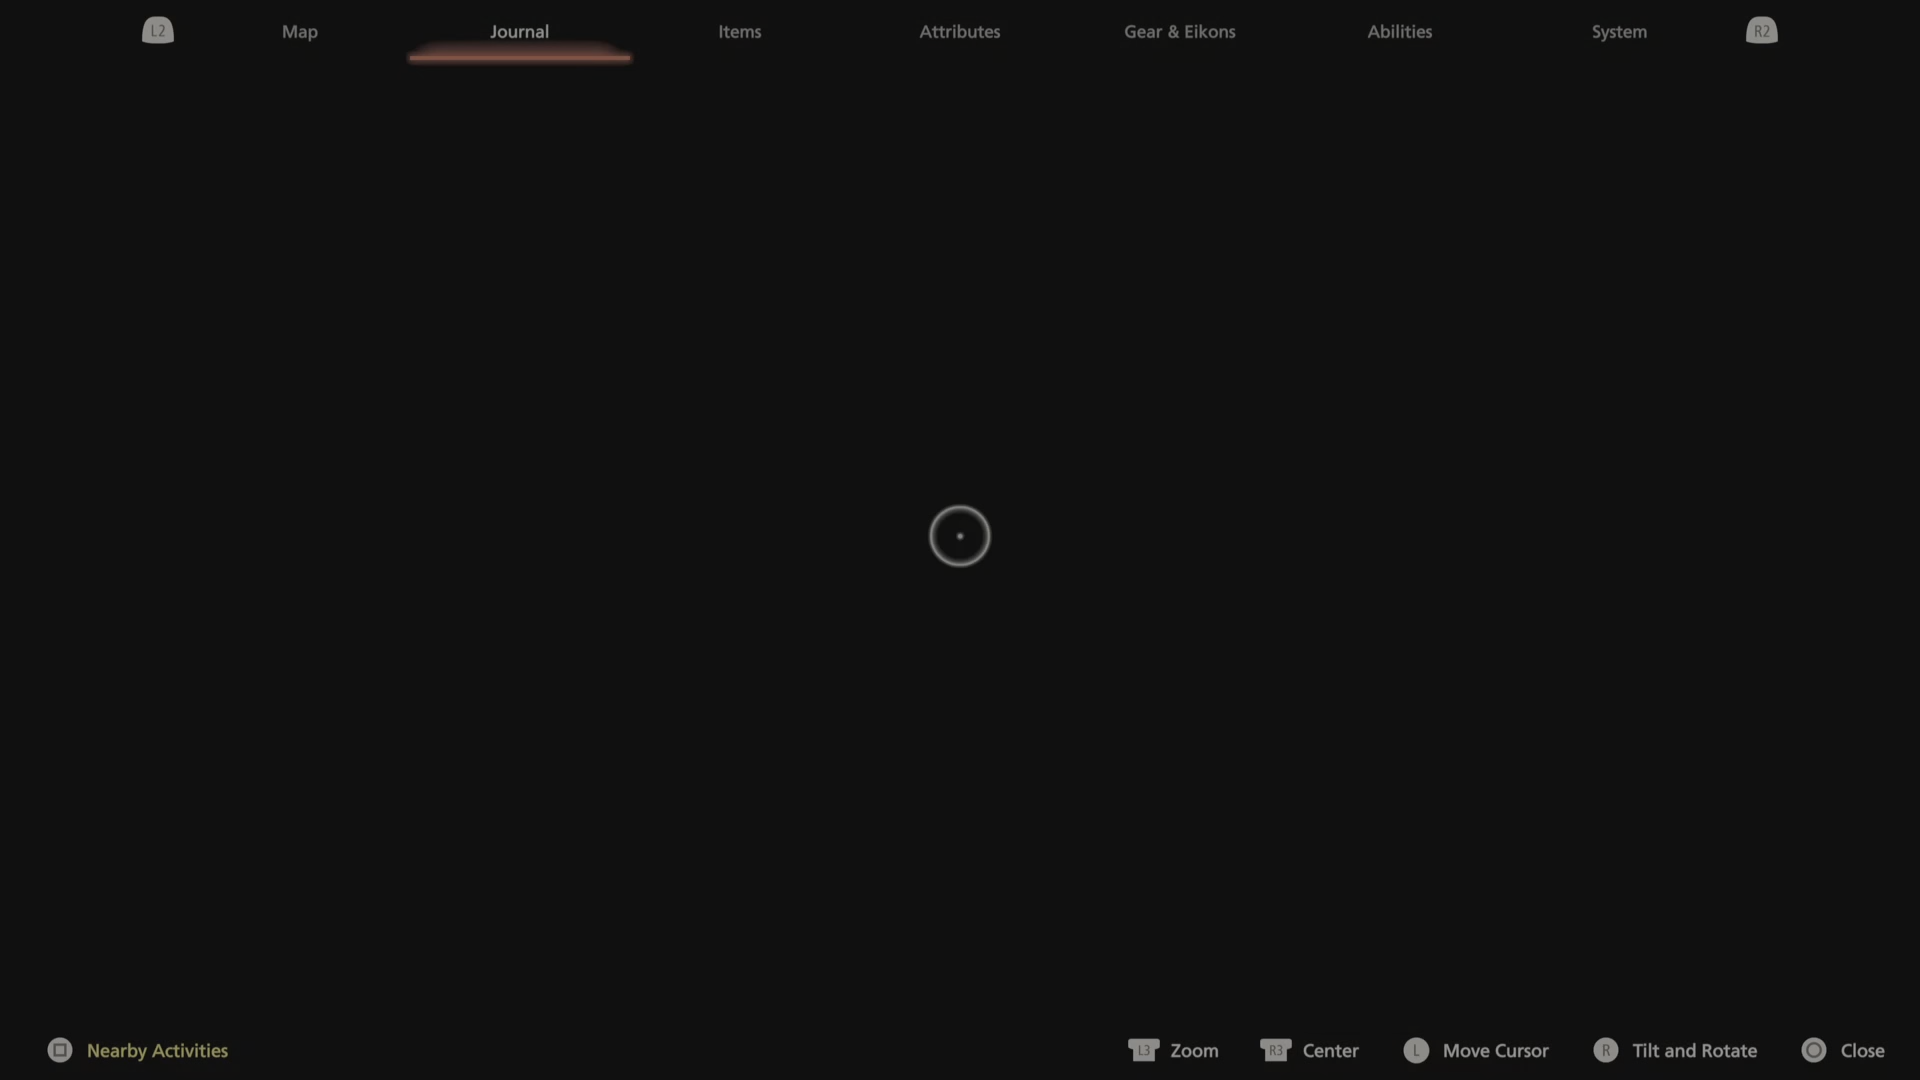 L2 Map Journal Items Attributes Gear & Eikons Abilities System R2
Nearby Activities L3 Zoom R3 Center L Move Cursor R Tilt and Rotate Close